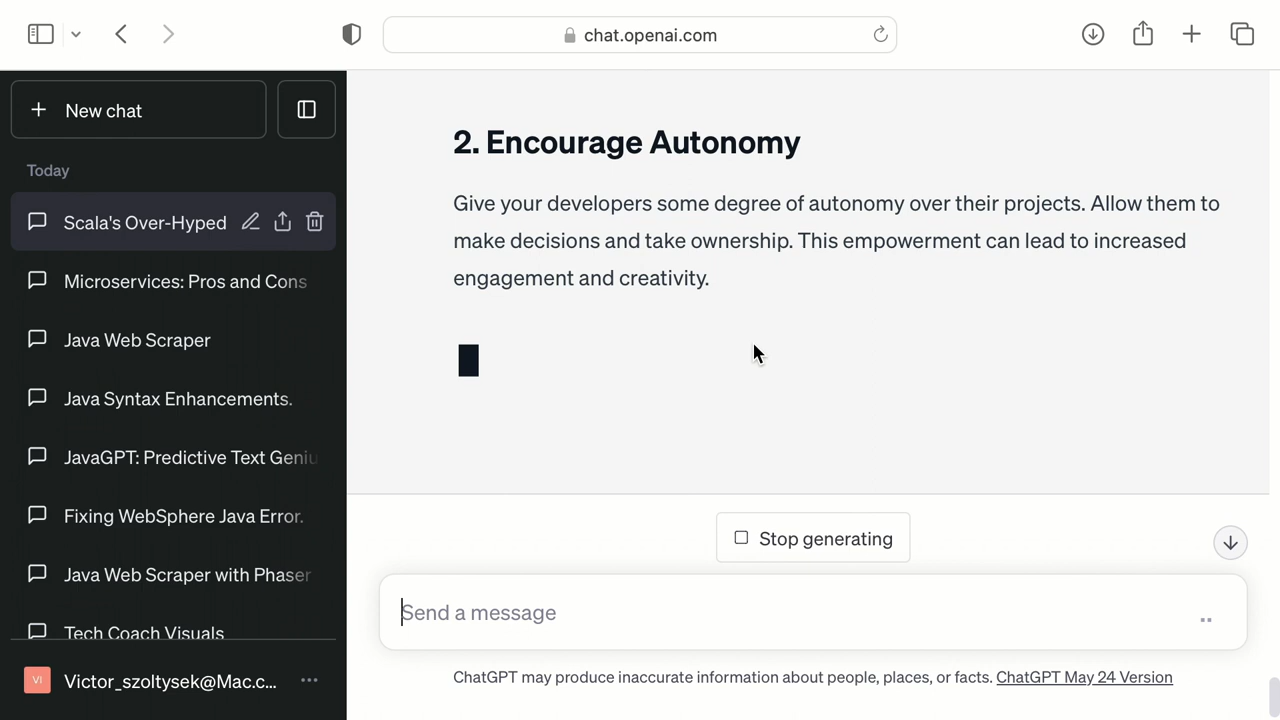 chat.openai.com
New chat
Today
Scala's Over-Hyped
Microservices: Pros and Cons
Java Web Scraper
Java Syntax Enhancements.
JavaGPT: Predictive Text Geniu
Fixing WebSphere Java Error.
Java Web Scraper with Phaser
Tech Coach Visuals
VI
Victor_szoltysek@Mac.c...
2. Encourage Autonomy
Give your developers some degree of autonomy over their projects. Allow them to
make decisions and take ownership. This empowerment can lead to increased
engagement and creativity.
Stop generating
Send a message
ChatGPT may produce inaccurate information about people, places, or facts. ChatGPT May 24 Version